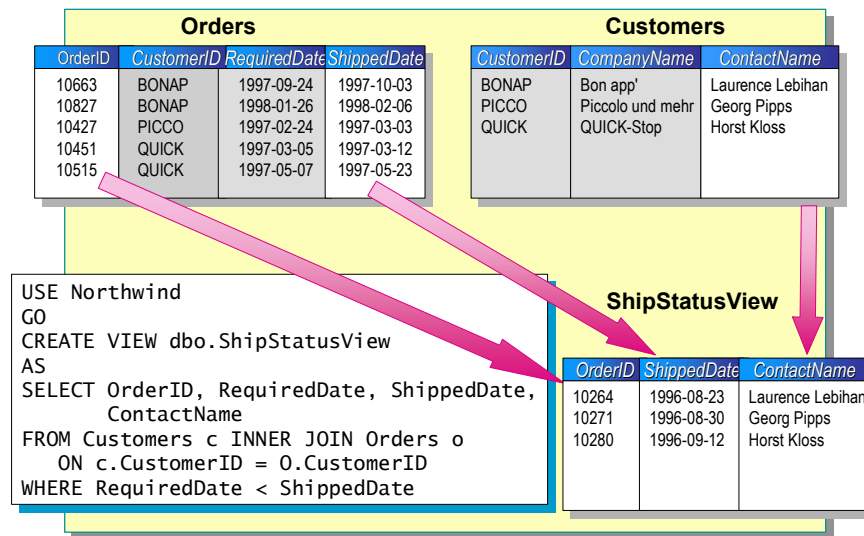 Orders
OrderID CustomerID RequiredDate ShippedDate
10663 BONAP 1997-09-24 1997-10-03
10827 BONAP 1998-01-26 1998-02-06
10427 PICCO 1997-02-24 1997-03-03
10451 QUICK 1997-03-05 1997-03-12
10515 QUICK 1997-05-07 1997-05-23
Customers
CustomerID CompanyName ContactName
BONAP Bon app' Laurence Lebihan
PICCO Piccolo und mehr Georg Pipps
QUICK QUICK-Stop Horst Kloss
USE Northwind
GO
CREATE VIEW dbo.ShipStatusView
AS
SELECT OrderID, RequiredDate, ShippedDate,
ContactName
FROM Customers c INNER JOIN Orders o
ON c.CustomerID = O.CustomerID
WHERE RequiredDate < ShippedDate
ShipStatusView
OrderID ShippedDate ContactName
10264 1996-08-23 Laurence Lebihan
10271 1996-08-30 Georg Pipps
10280 1996-09-12 Horst Kloss